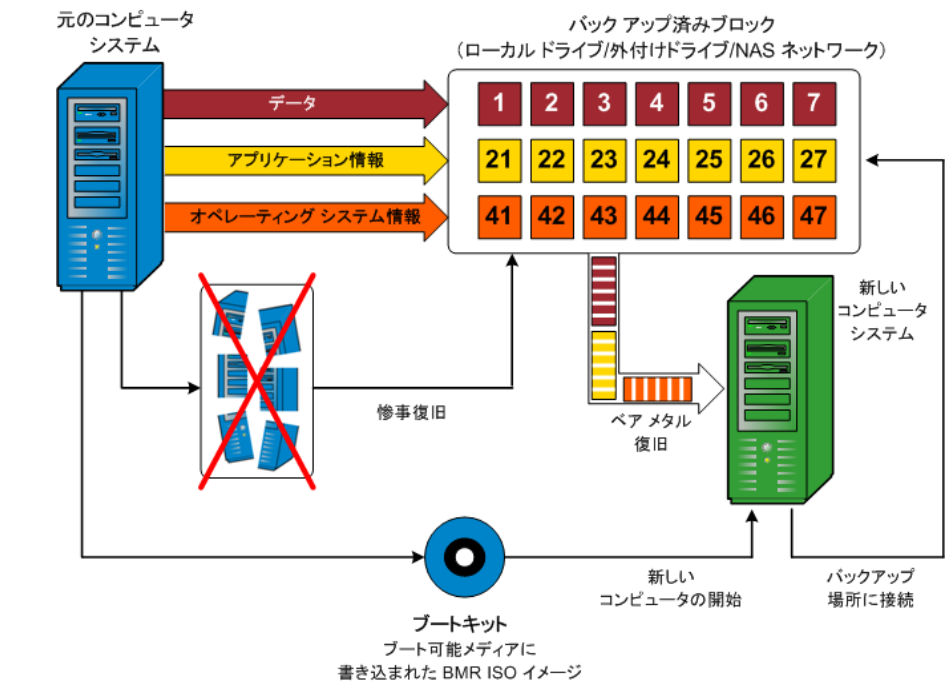 元のコンピュータ
システム
バック アップ済みブロック
(ローカル ドライブ/外付けドライブ/NAS ネットワーク)
データ
1 2 3 4 5 6 7
アプリケーション情報
21 22 23 24 25 26 27
オペレーティング システム情報
41 42 43 44 45 46 47
新しい
コンピュータ
システム
惨事復旧
ベア メタル
復旧
新しい
コンピュータの開始
バックアップ
場所に接続
ブートキット
ブート可能メディアに
書き込まれた BMR ISO イメージ